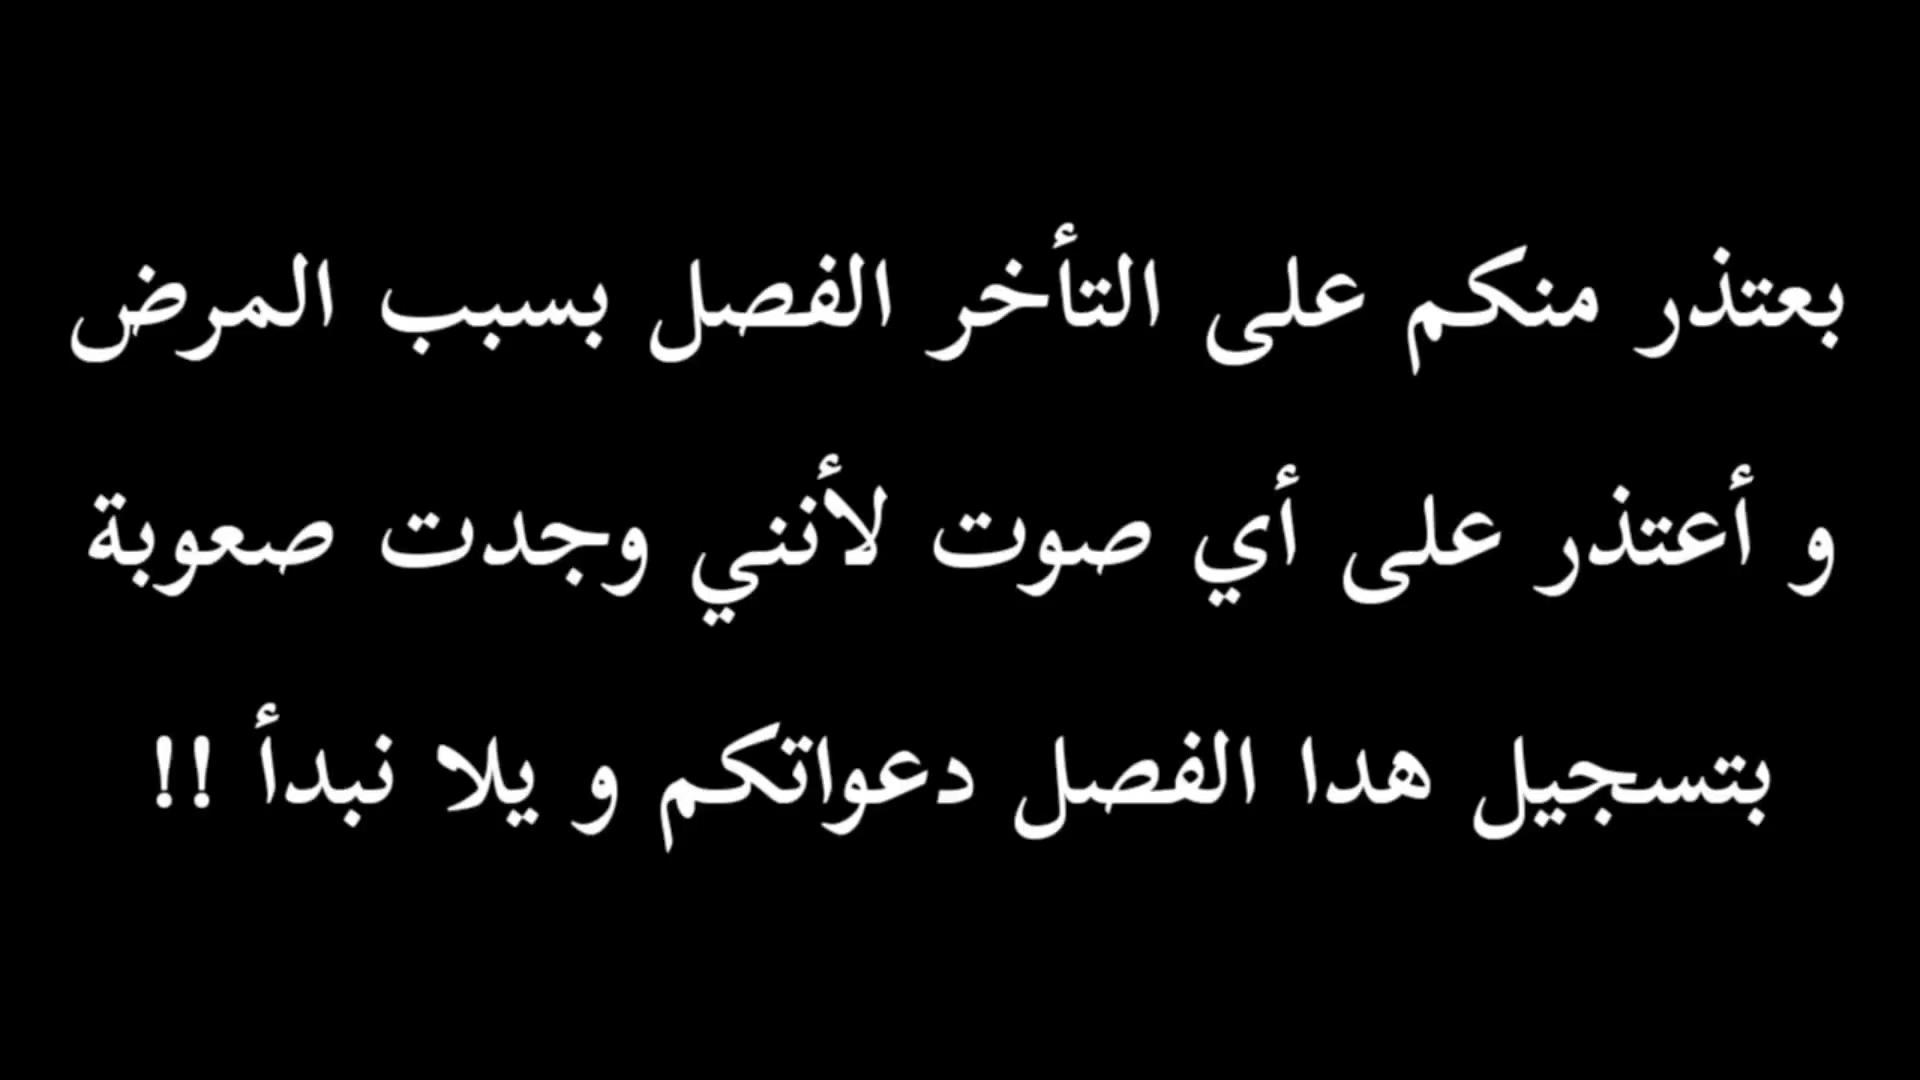 بعتذر منكم على التأخر الفصل بسبب المرض
و أعتذر على أي صوت لأنني وجدت صعوبة
بتسجيل هدا الفصل دعواتكم و يلا نبدأ !!